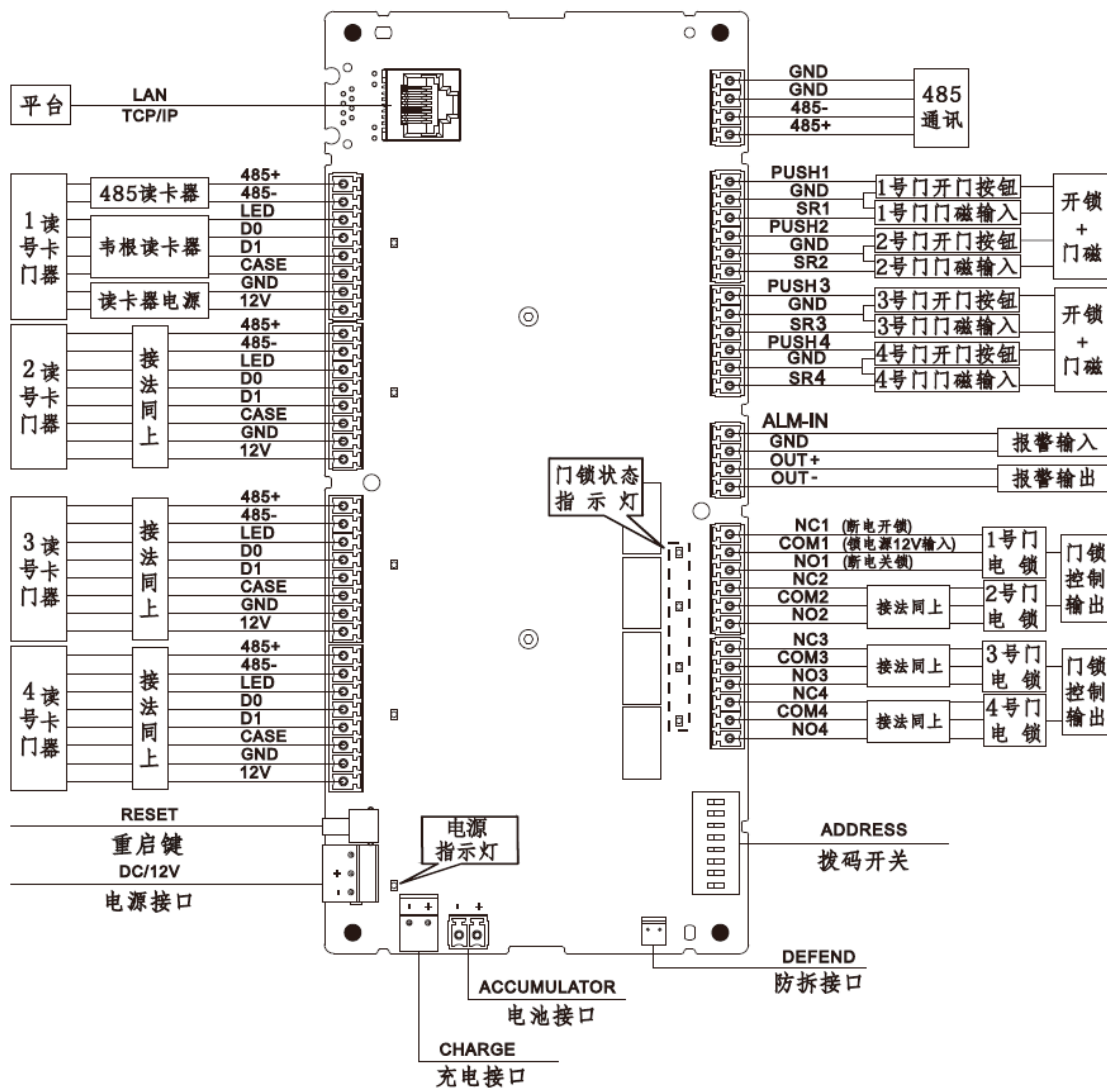 平台
LAN
TCP/IP
GND
GND
485-
485+
485
通讯
1号门读卡器
485读卡器
韦根读卡器
读卡器电源
485+
485-
LED
D0
D1
CASE
GND
12V
2号门读卡器
接法同上
485+
485-
LED
D0
D1
CASE
GND
12V
3号门读卡器
接法同上
485+
485-
LED
D0
D1
CASE
GND
12V
4号门读卡器
接法同上
485+
485-
LED
D0
D1
CASE
GND
12V
RESET
重启键
DC/12V
电源接口
+
-
电源
指示灯
- +
- +
PUSH1
GND
SR1
PUSH2
GND
SR2
1号门开门按钮
1号门门磁输入
2号门开门按钮
2号门门磁输入
开锁
+
门磁
PUSH3
GND
SR3
PUSH4
GND
SR4
3号门开门按钮
3号门门磁输入
4号门开门按钮
4号门门磁输入
开锁
+
门磁
ALM-IN
GND
OUT+
OUT-
报警输入
报警输出
门锁状态
指示灯
NC1 (断电开锁)
COM1 (锁电源12V输入)
NO1 (断电关锁)
NC2
COM2
NO2
接法同上
1号门
电锁
2号门
电锁
门锁
控制
输出
NC3
COM3
NO3
NC4
COM4
NO4
接法同上
接法同上
3号门
电锁
4号门
电锁
门锁
控制
输出
ADDRESS
拨码开关
DEFEND
防拆接口
ACCUMULATOR
电池接口
CHARGE
充电接口